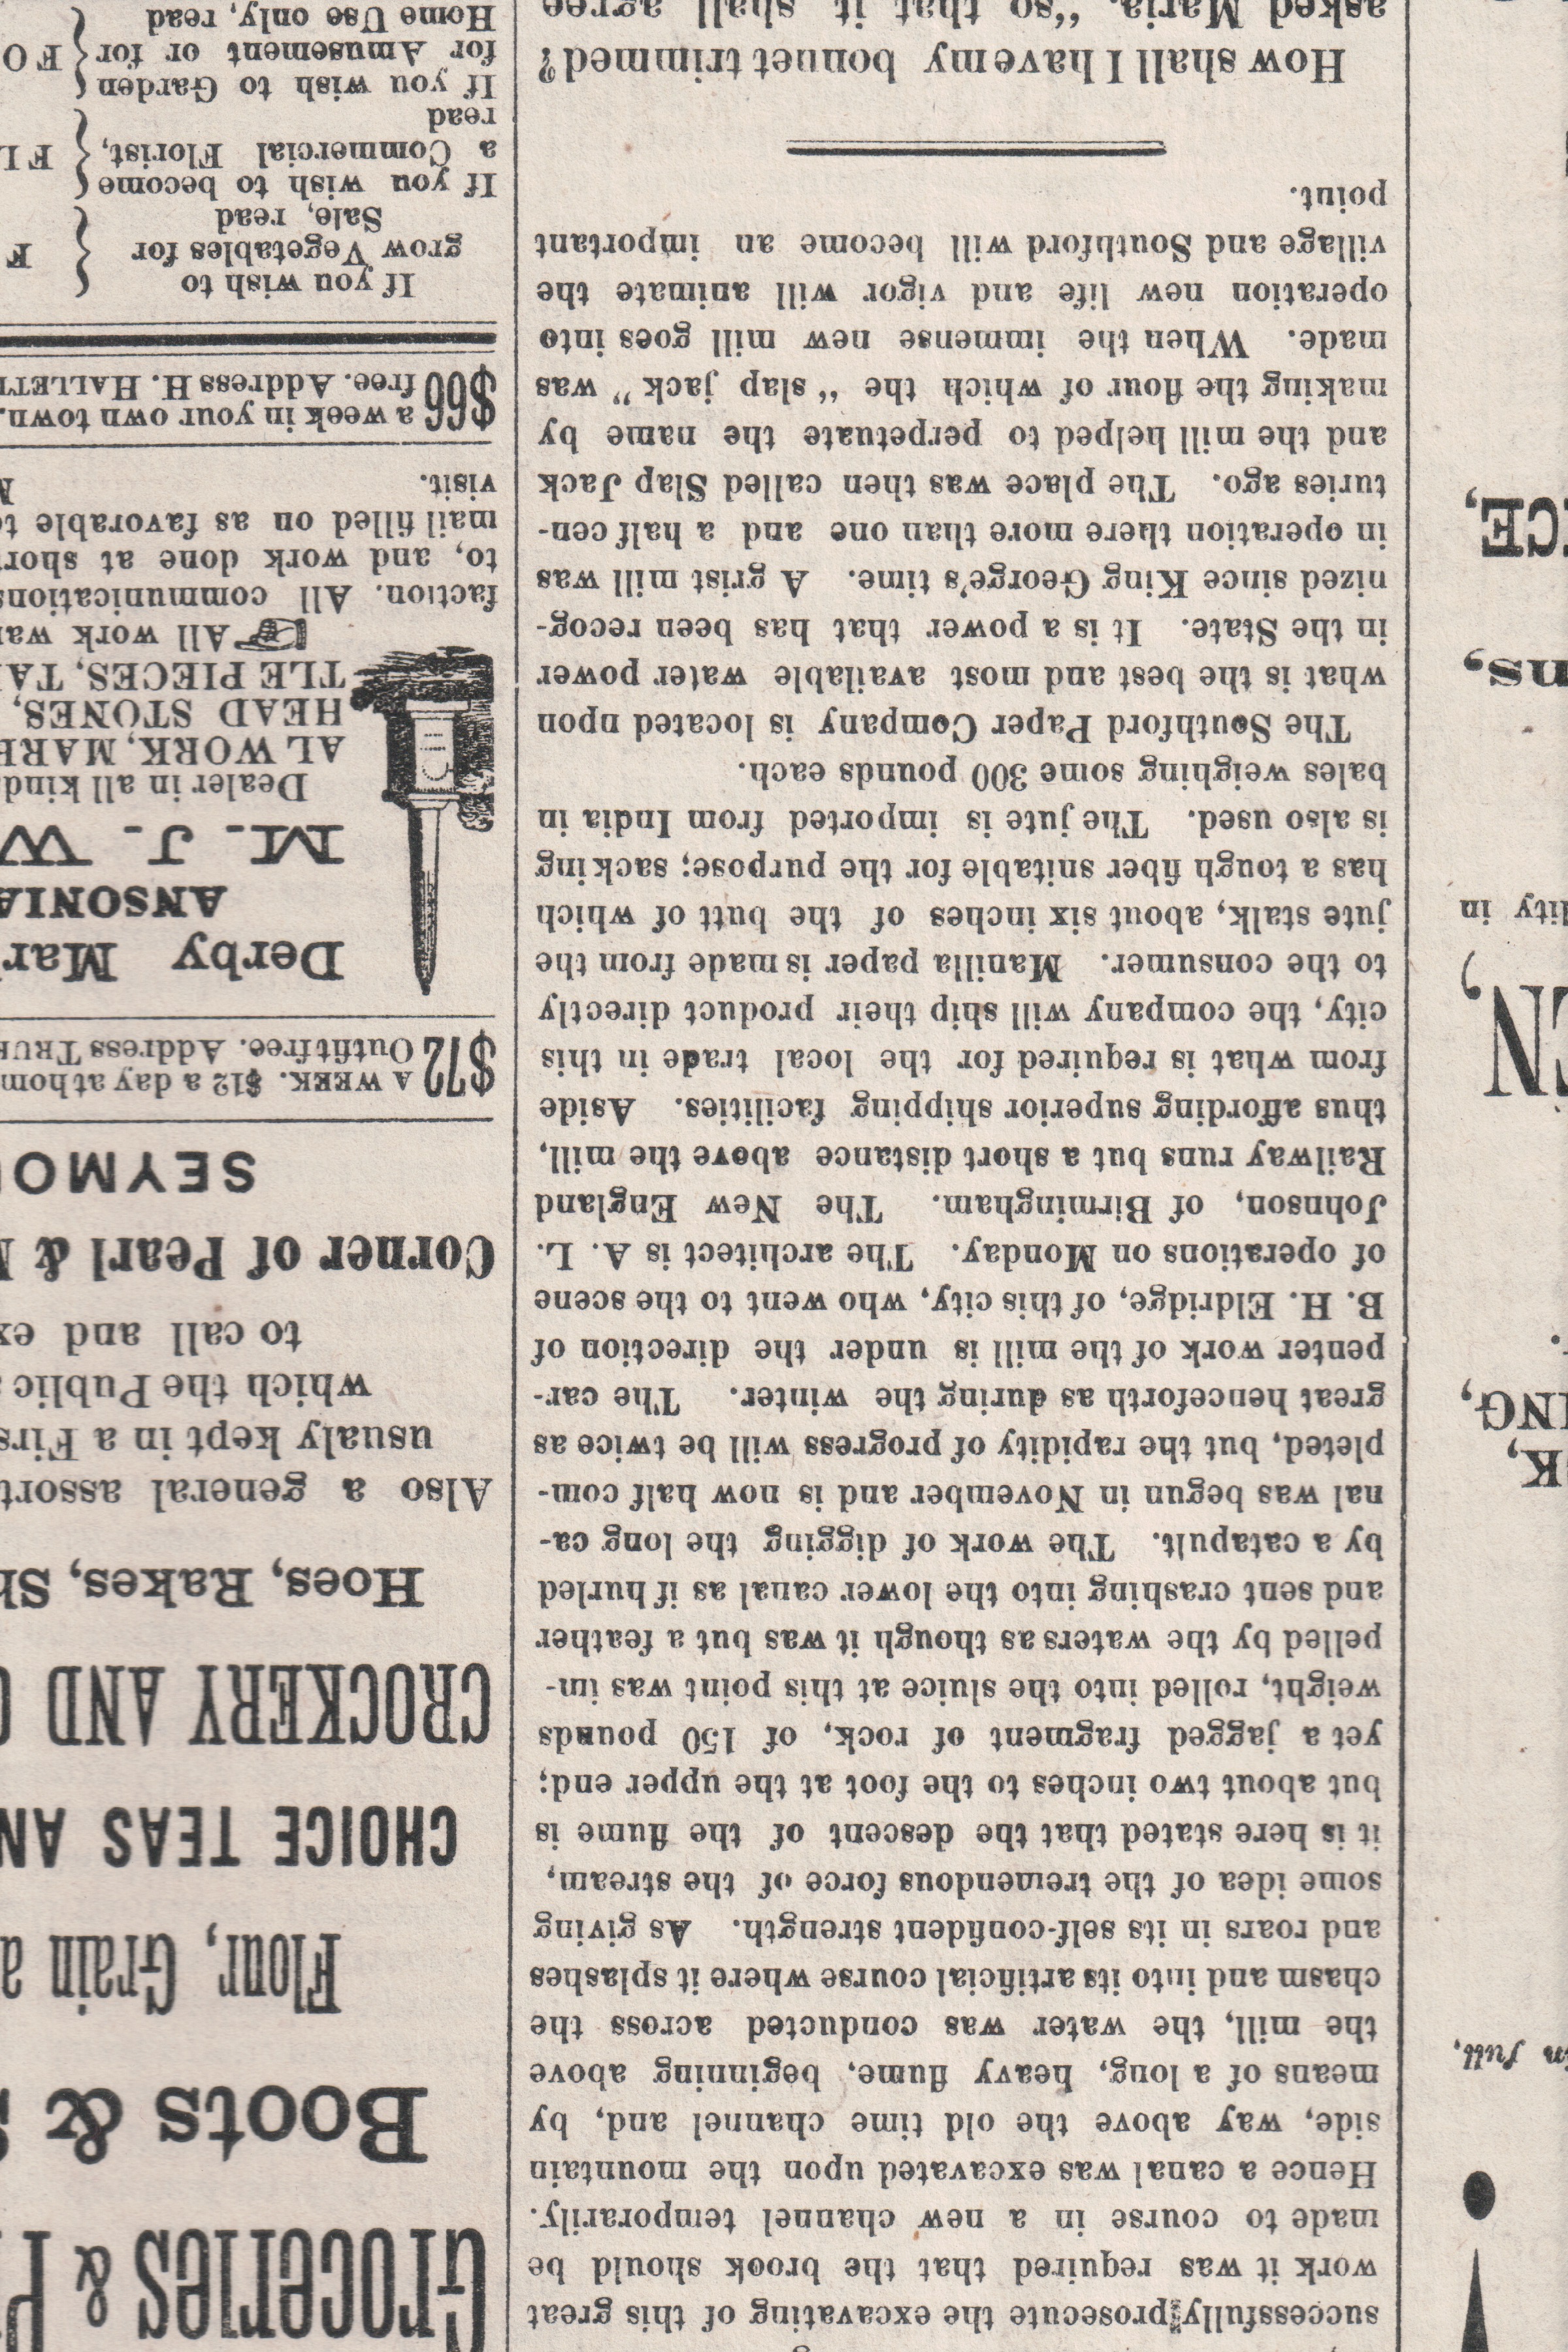 in full,
K,
ING,
lity in
ns,
CE,
successfully prosecute the excavating of this great
work it was required that the brook should be
made to course in a new channel temporarily.
Hence a canal was excavated upon the mountain
side, way above the old time channel and, by
means of a long, heavy flume, beginning above
the mill, the water was conducted across the
chasm and into its artificial course where it splashes
and roars in its self-confident strength. As giving
some idea of the tremendous force of the stream,
it is here stated that the descent of the flume is
but about two inches to the foot at the upper end;
yet a jagged fragment of rock, of 150 pounds
weight, rolled into the sluice at this point was im-
pelled by the waters as though it was but a feather
and sent crashing into the lower canal as if hurled
by a catapult. The work of digging the long ca-
nal was begun in November and is now half com-
pleted, but the rapidity of progress will be twice as
great henceforth as during the winter. The car-
penter work of the mill is under the direction of
B. H. Eldridge, of this city, who went to the scene
of operations on Monday. The architect is A. L.
Johnson, of Birmingham. The New England
Railway runs but a short distance above the mill,
thus affording superior shipping facilities. Aside
from what is required for the local trade in this
city, the company will ship their product directly
to the consumer. Manilla paper is made from the
jute stalk, about six inches of the butt of which
has a tough fiber suitable for the purpose; sacking
is also used. The jute is imported from India in
bales weighing some 300 pounds each.
The Southford Paper Company is located upon
what is the best and most available water power
in the State. It is a power that has been recog-
nized since King George's time. A grist mill was
in operation there more than one and a half cen-
turies ago. The place was then called Slap Jack
and the mill helped to perpetuate the name by
making the flour of which the " slap jack " was
made. When the immense new mill goes into
operation new life and vigor will animate the
village and Southford will become an important
point.
How shall I have my bonnet trimmed?
asked Maria, "so that it shall agree
Groceries & P
Boots & S
Flour, Grain a
CHOICE TEAS AN
CROCKERY AND G
Hoes, Rakes, Sh
Also a general assort
usualy kept in a Firs
which the Public a
to call and ex
Corner of Pearl & M
SEYMOU
$72 A WEEK. $12 a day at hom
Outfit free. Address TRUE
Derby Mar
ANSONIA
M. J. W
Dealer in all kind
AL WORK, MARB
HEAD STONES,
TLE PIECES, TA
All work war
faction. All communications
to, and work done at shor
mail filled on as favorable t
visit. M
$66 a week in your own town.
free. Address H. HALLETT
If you wish to
grow Vegetables for
Sale, read
F
If you wish to become
a Commercial Florist,
read
FL
If you wish to Garden
for Amusement or for
Home Use only, read
FO